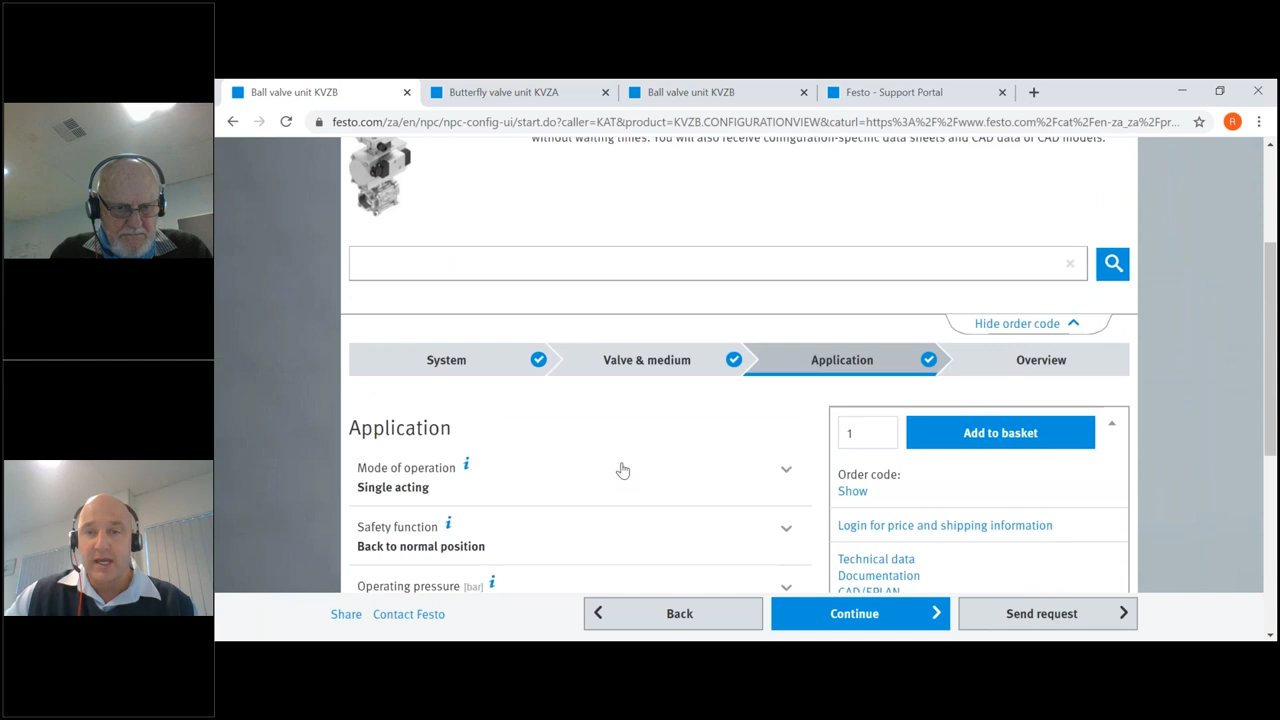 Ball valve unit KVZB
Butterfly valve unit KVZA
Ball valve unit KVZB
Festo - Support Portal
festo.com/za/en/npc/npc-config-ui/start.do?caller=KAT&product=KVZB.CONFIGURATIONVIEW&caturl=https%3A%2F%2Fwww.festo.com%2Fcat%2Fen-za_za%2Fpr...
R
without waiting times. You will also receive configuration-specific data sheets and CAD data or CAD models.
Hide order code
System
Valve & medium
Application
Overview
Application
Mode of operation i
Single acting
Safety function i
Back to normal position
Operating pressure [bar] i
1
Add to basket
Order code:
Show
Login for price and shipping information
Technical data
Documentation
CAD/EPLAN
Share
Contact Festo
Back
Continue
Send request